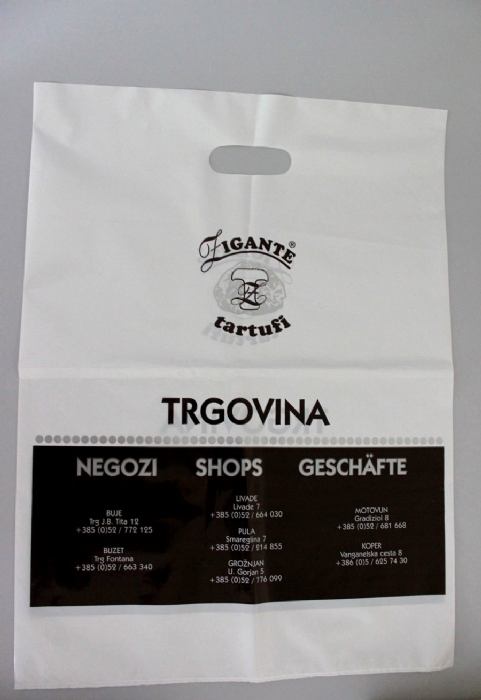 ZIGANTE®
Z
tartufi
TRGOVINA
NEGOZI SHOPS GESCHÄFTE
BUJE
Trg J.B. Tita 12
+385 (0)52 / 772 125
BUZET
Trg Fontana
+385 (0)52 / 663 340
LIVADE
Livade 7
+385 (0)52 / 664 030
PULA
Smareglina 7
+385 (0)52 / 214 855
GROŽNJAN
U. Gorjan 5
+385 (0)52 / 776 099
MOTOVUN
Gradiziol 8
+385 (0)52 / 681 668
KOPER
Vanganelska cesta 8
+386 (0)5 / 625 74 30